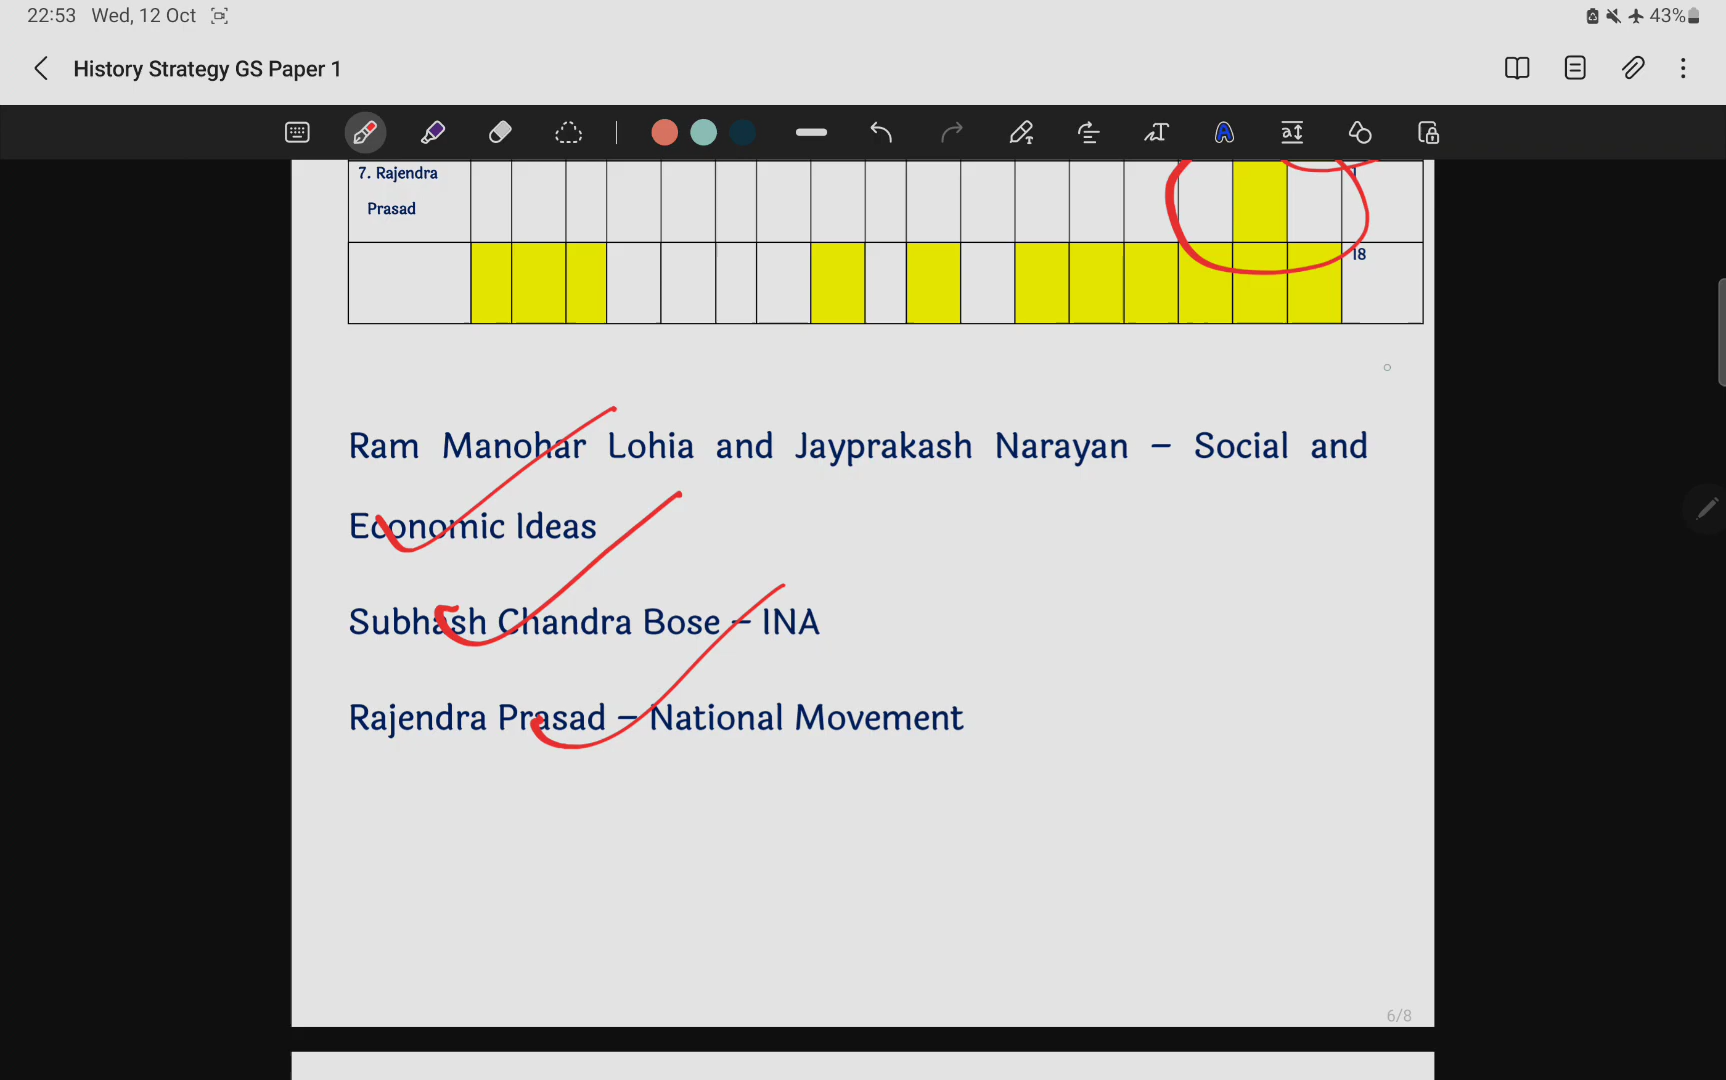 22:53 Wed, 12 Oct
43%
History Strategy GS Paper 1
7. Rajendra
Prasad
18
Ram Manohar Lohia and Jayprakash Narayan – Social and
Economic Ideas
Subhash Chandra Bose – INA
Rajendra Prasad – National Movement
6/8